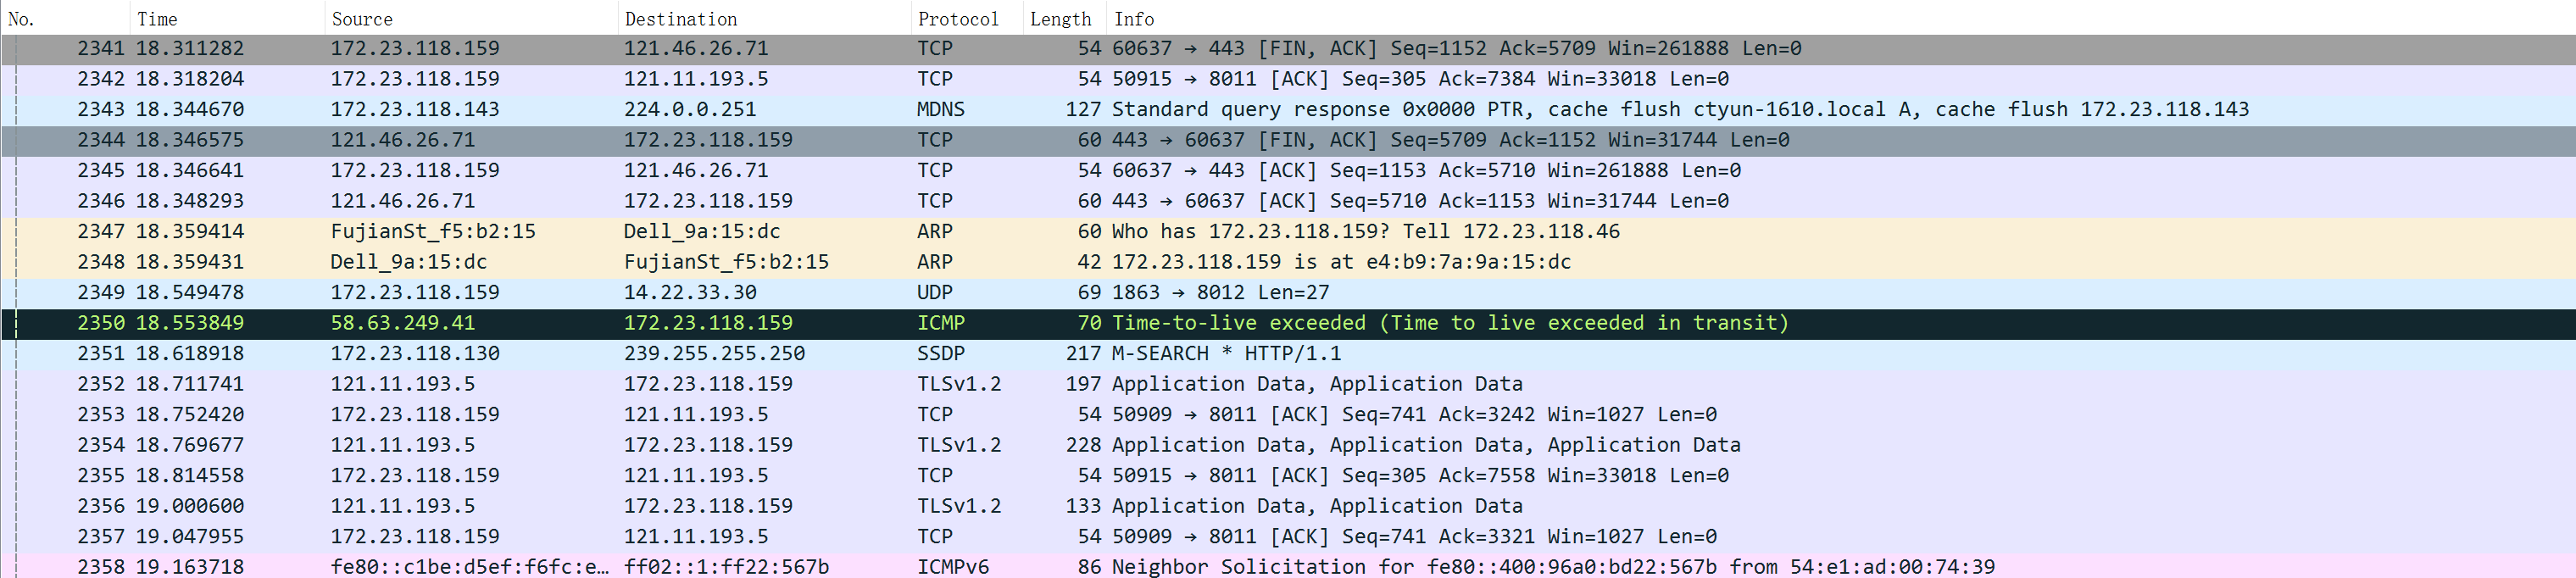 No. Time Source Destination Protocol Length Info
2341 18.311282 172.23.118.159 121.46.26.71 TCP 54 60637 → 443 [FIN, ACK] Seq=1152 Ack=5709 Win=261888 Len=0
2342 18.318204 172.23.118.159 121.11.193.5 TCP 54 50915 → 8011 [ACK] Seq=305 Ack=7384 Win=33018 Len=0
2343 18.344670 172.23.118.143 224.0.0.251 MDNS 127 Standard query response 0x0000 PTR, cache flush ctyun-1610.local A, cache flush 172.23.118.143
2344 18.346575 121.46.26.71 172.23.118.159 TCP 60 443 → 60637 [FIN, ACK] Seq=5709 Ack=1152 Win=31744 Len=0
2345 18.346641 172.23.118.159 121.46.26.71 TCP 54 60637 → 443 [ACK] Seq=1153 Ack=5710 Win=261888 Len=0
2346 18.348293 121.46.26.71 172.23.118.159 TCP 60 443 → 60637 [ACK] Seq=5710 Ack=1153 Win=31744 Len=0
2347 18.359414 FujianSt_f5:b2:15 Dell_9a:15:dc ARP 60 Who has 172.23.118.159? Tell 172.23.118.46
2348 18.359431 Dell_9a:15:dc FujianSt_f5:b2:15 ARP 42 172.23.118.159 is at e4:b9:7a:9a:15:dc
2349 18.549478 172.23.118.159 14.22.33.30 UDP 69 1863 → 8012 Len=27
2350 18.553849 58.63.249.41 172.23.118.159 ICMP 70 Time-to-live exceeded (Time to live exceeded in transit)
2351 18.618918 172.23.118.130 239.255.255.250 SSDP 217 M-SEARCH * HTTP/1.1
2352 18.711741 121.11.193.5 172.23.118.159 TLSv1.2 197 Application Data, Application Data
2353 18.752420 172.23.118.159 121.11.193.5 TCP 54 50909 → 8011 [ACK] Seq=741 Ack=3242 Win=1027 Len=0
2354 18.769677 121.11.193.5 172.23.118.159 TLSv1.2 228 Application Data, Application Data, Application Data
2355 18.814558 172.23.118.159 121.11.193.5 TCP 54 50915 → 8011 [ACK] Seq=305 Ack=7558 Win=33018 Len=0
2356 19.000600 121.11.193.5 172.23.118.159 TLSv1.2 133 Application Data, Application Data
2357 19.047955 172.23.118.159 121.11.193.5 TCP 54 50909 → 8011 [ACK] Seq=741 Ack=3321 Win=1027 Len=0
2358 19.163718 fe80::c1be:d5ef:f6fc:e… ff02::1:ff22:567b ICMPv6 86 Neighbor Solicitation for fe80::400:96a0:bd22:567b from 54:e1:ad:00:74:39